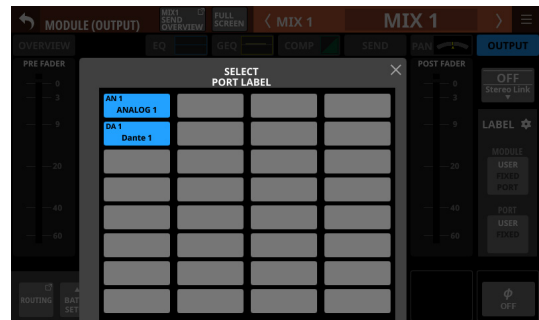 MODULE (OUTPUT)
MIX1
SEND
OVERVIEW
FULL
SCREEN
MIX 1
MIX 1
OVERVIEW
EQ
GEQ
COMP
SEND
PAN
OUTPUT
PRE FADER
SELECT
PORT LABEL
POST FADER
0
3
9
20
40
60
AN 1
ANALOG 1
DA 1
Dante 1
0
3
9
20
40
60
OFF
Stereo Link
LABEL
MODULE
USER
FIXED
PORT
PORT
USER
FIXED
ROUTING
BAT
SET
φ
OFF